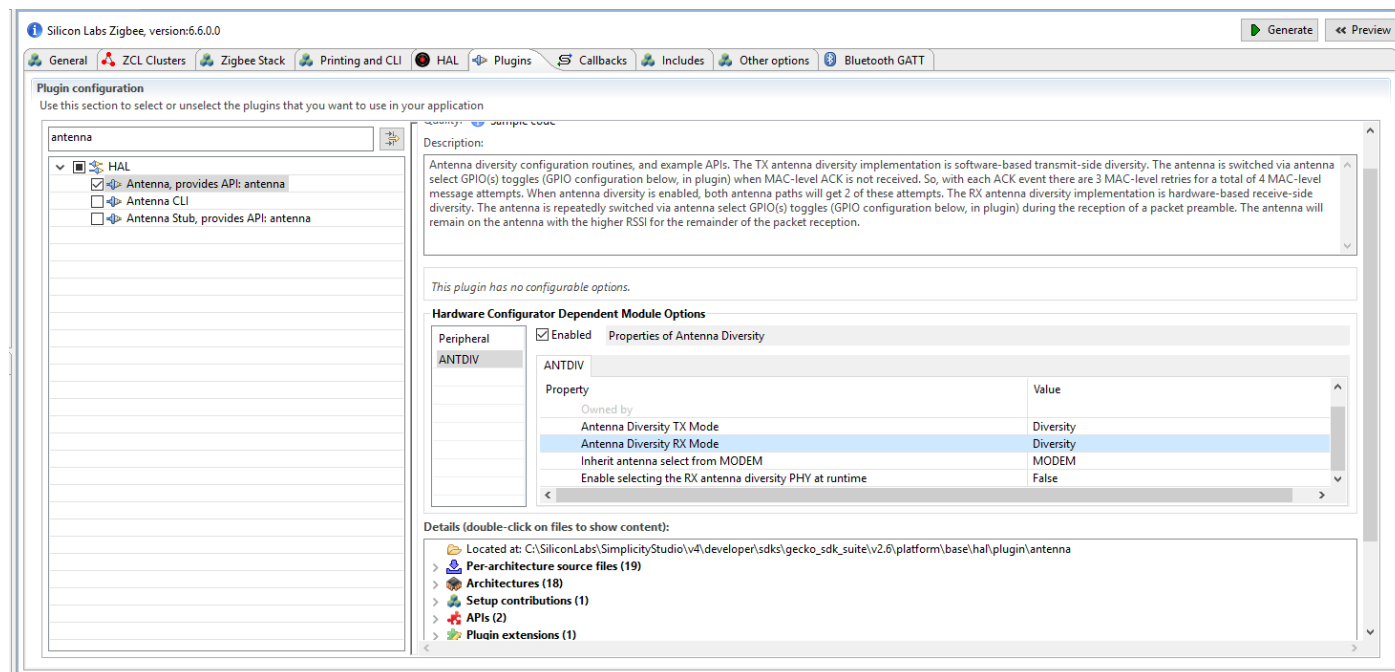 Silicon Labs Zigbee, version:6.6.0.0
Generate
Preview
General
ZCL Clusters
Zigbee Stack
Printing and CLI
HAL
Plugins
Callbacks
Includes
Other options
Bluetooth GATT
Plugin configuration
Use this section to select or unselect the plugins that you want to use in your application
antenna
HAL
Antenna, provides API: antenna
Antenna CLI
Antenna Stub, provides API: antenna
Quality: Sample code
Description:
Antenna diversity configuration routines, and example APIs. The TX antenna diversity implementation is software-based transmit-side diversity. The antenna is switched via antenna
select GPIO(s) toggles (GPIO configuration below, in plugin) when MAC-level ACK is not received. So, with each ACK event there are 3 MAC-level retries for a total of 4 MAC-level
message attempts. When antenna diversity is enabled, both antenna paths will get 2 of these attempts. The RX antenna diversity implementation is hardware-based receive-side
diversity. The antenna is repeatedly switched via antenna select GPIO(s) toggles (GPIO configuration below, in plugin) during the reception of a packet preamble. The antenna will
remain on the antenna with the higher RSSI for the remainder of the packet reception.
This plugin has no configurable options.
Hardware Configurator Dependent Module Options
Peripheral
ANTDIV
Enabled
Properties of Antenna Diversity
ANTDIV
Property Value
Owned by
Antenna Diversity TX Mode Diversity
Antenna Diversity RX Mode Diversity
Inherit antenna select from MODEM MODEM
Enable selecting the RX antenna diversity PHY at runtime False
Details (double-click on files to show content):
Located at: C:\SiliconLabs\SimplicityStudio\v4\developer\sdks\gecko_sdk_suite\v2.6\platform\base\hal\plugin\antenna
Per-architecture source files (19)
Architectures (18)
Setup contributions (1)
APIs (2)
Plugin extensions (1)